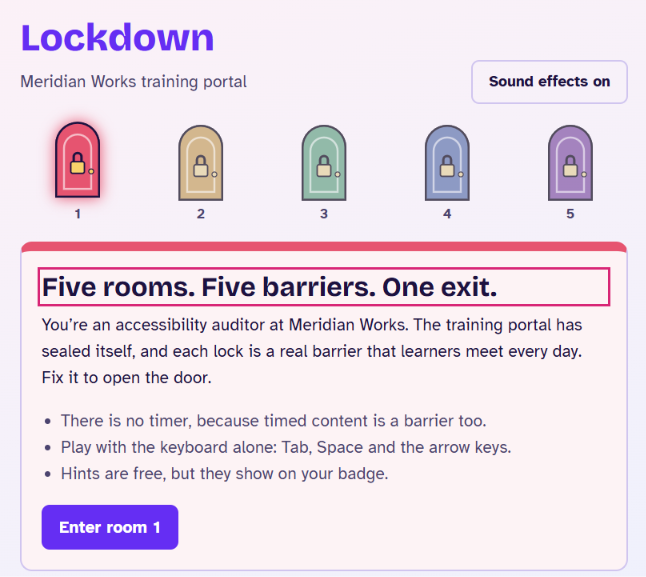 Lockdown
Meridian Works training portal
Sound effects on
1
2
3
4
5
Five rooms. Five barriers. One exit.
You’re an accessibility auditor at Meridian Works. The training portal has
sealed itself, and each lock is a real barrier that learners meet every day.
Fix it to open the door.
• There is no timer, because timed content is a barrier too.
• Play with the keyboard alone: Tab, Space and the arrow keys.
• Hints are free, but they show on your badge.
Enter room 1